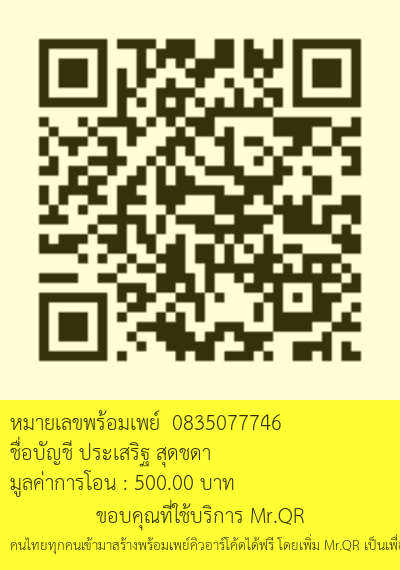 หมายเลขพร้อมเพย์ 0835077746
ชื่อบัญชี ประเสริฐ สุดชดา
มูลค่าการโอน : 500.00 บาท
ขอบคุณที่ใช้บริการ Mr.QR
คนไทยทุกคนเข้ามาสร้างพร้อมเพย์คิวอาร์โค้ดได้ฟรี โดยเพิ่ม Mr.QR เป็นเพื่อ